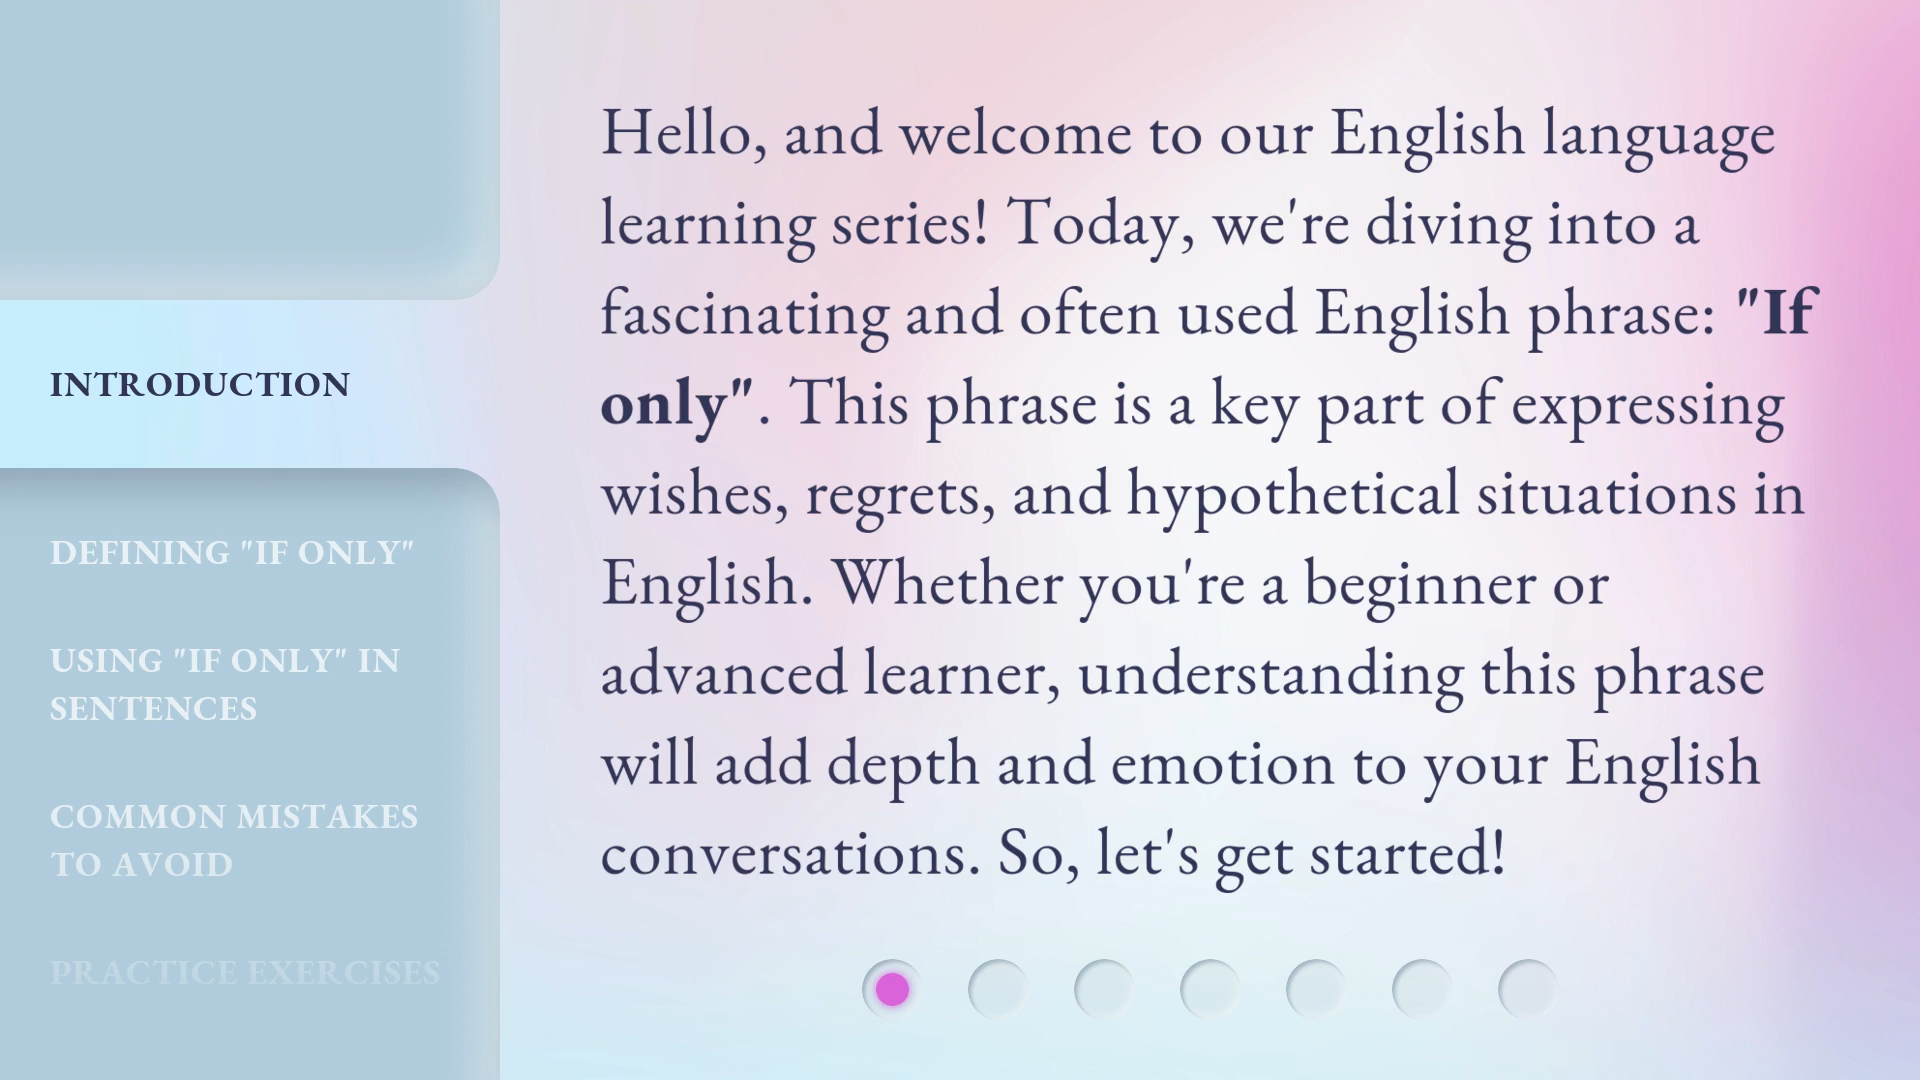 INTRODUCTION
DEFINING "IF ONLY"
USING "IF ONLY" IN
SENTENCES
COMMON MISTAKES
TO AVOID
PRACTICE EXERCISES
Hello, and welcome to our English language
learning series! Today, we're diving into a
fascinating and often used English phrase: "If
only". This phrase is a key part of expressing
wishes, regrets, and hypothetical situations in
English. Whether you're a beginner or
advanced learner, understanding this phrase
will add depth and emotion to your English
conversations. So, let's get started!